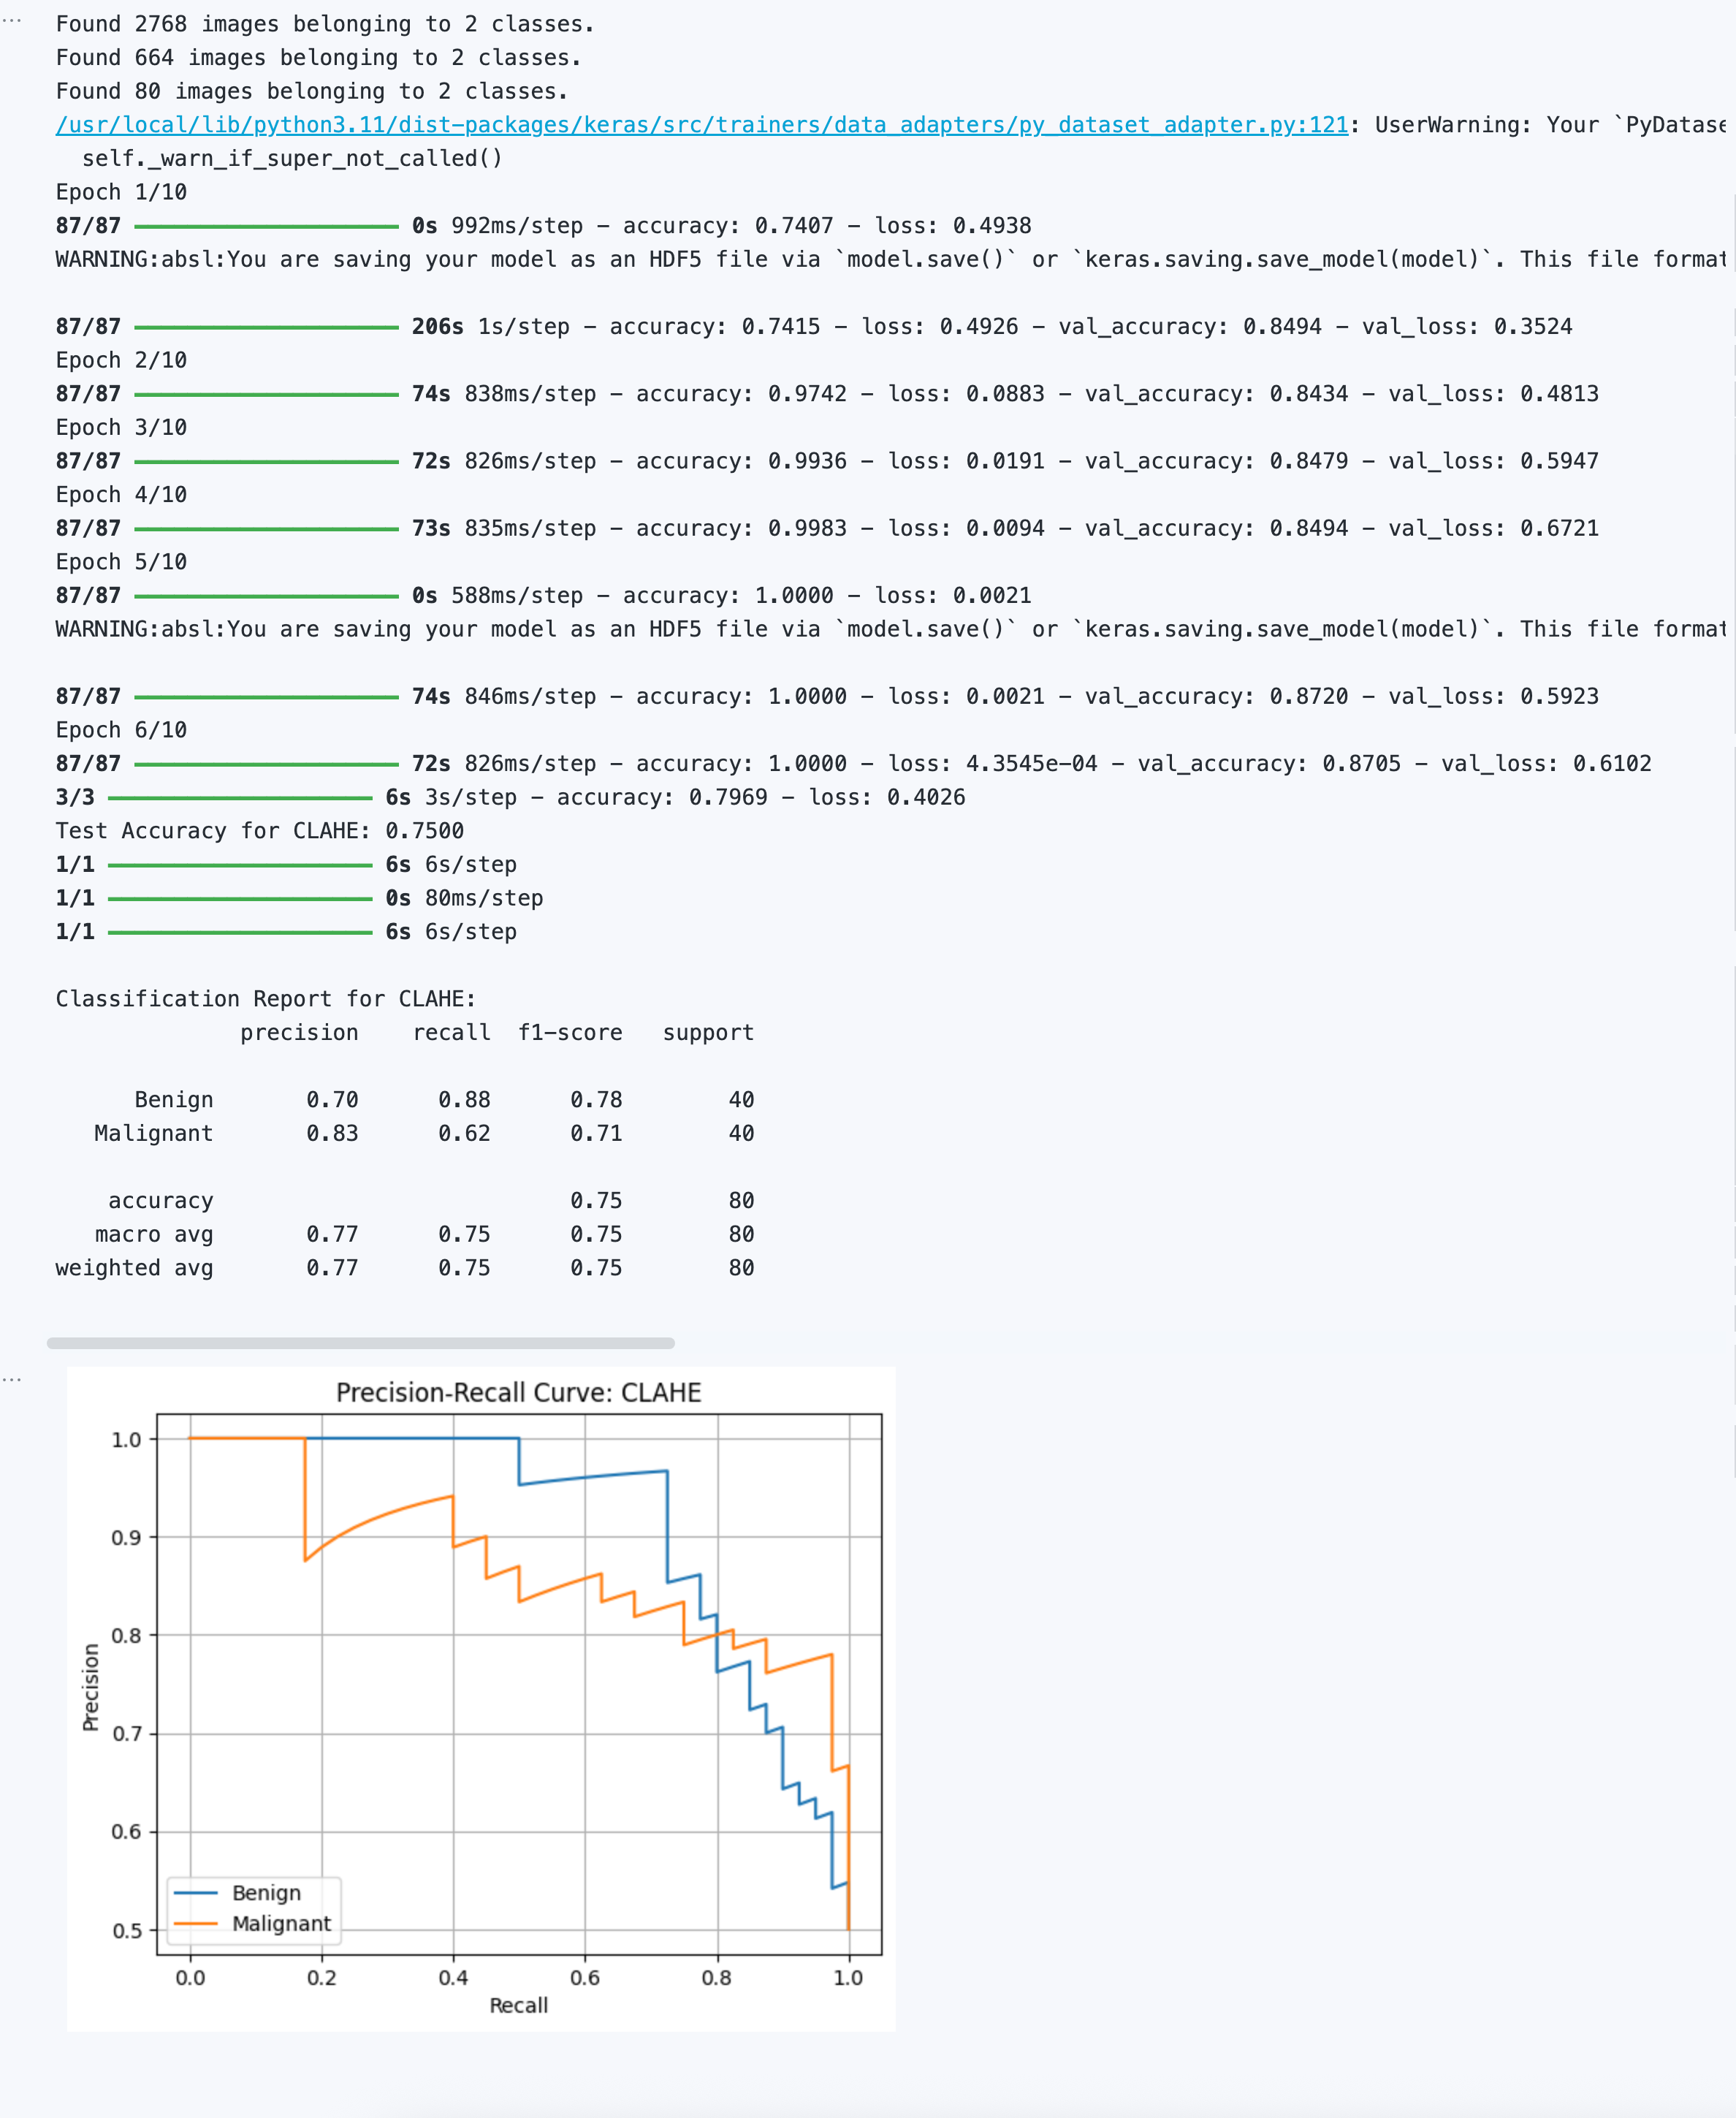 Found 2768 images belonging to 2 classes.
Found 664 images belonging to 2 classes.
Found 80 images belonging to 2 classes.
/usr/local/lib/python3.11/dist-packages/keras/src/trainers/data_adapters/py_dataset_adapter.py:121: UserWarning: Your `PyDatase
self._warn_if_super_not_called()
Epoch 1/10
87/87 ━━━━━━━━━━━━━━━━━━━━ 0s 992ms/step - accuracy: 0.7407 - loss: 0.4938
WARNING:absl:You are saving your model as an HDF5 file via `model.save()` or `keras.saving.save_model(model)`. This file format
87/87 ━━━━━━━━━━━━━━━━━━━━ 206s 1s/step - accuracy: 0.7415 - loss: 0.4926 - val_accuracy: 0.8494 - val_loss: 0.3524
Epoch 2/10
87/87 ━━━━━━━━━━━━━━━━━━━━ 74s 838ms/step - accuracy: 0.9742 - loss: 0.0883 - val_accuracy: 0.8434 - val_loss: 0.4813
Epoch 3/10
87/87 ━━━━━━━━━━━━━━━━━━━━ 72s 826ms/step - accuracy: 0.9936 - loss: 0.0191 - val_accuracy: 0.8479 - val_loss: 0.5947
Epoch 4/10
87/87 ━━━━━━━━━━━━━━━━━━━━ 73s 835ms/step - accuracy: 0.9983 - loss: 0.0094 - val_accuracy: 0.8494 - val_loss: 0.6721
Epoch 5/10
87/87 ━━━━━━━━━━━━━━━━━━━━ 0s 588ms/step - accuracy: 1.0000 - loss: 0.0021
WARNING:absl:You are saving your model as an HDF5 file via `model.save()` or `keras.saving.save_model(model)`. This file format
87/87 ━━━━━━━━━━━━━━━━━━━━ 74s 846ms/step - accuracy: 1.0000 - loss: 0.0021 - val_accuracy: 0.8720 - val_loss: 0.5923
Epoch 6/10
87/87 ━━━━━━━━━━━━━━━━━━━━ 72s 826ms/step - accuracy: 1.0000 - loss: 4.3545e-04 - val_accuracy: 0.8705 - val_loss: 0.6102
3/3 ━━━━━━━━━━━━━━━━━━━━ 6s 3s/step - accuracy: 0.7969 - loss: 0.4026
Test Accuracy for CLAHE: 0.7500
1/1 ━━━━━━━━━━━━━━━━━━━━ 6s 6s/step
1/1 ━━━━━━━━━━━━━━━━━━━━ 0s 80ms/step
1/1 ━━━━━━━━━━━━━━━━━━━━ 6s 6s/step
Classification Report for CLAHE:
precision recall f1-score support
Benign 0.70 0.88 0.78 40
Malignant 0.83 0.62 0.71 40
accuracy 0.75 80
macro avg 0.77 0.75 0.75 80
weighted avg 0.77 0.75 0.75 80
Precision-Recall Curve: CLAHE
1.0
0.9
0.8
0.7
0.6
0.5
Precision
Benign
Malignant
0.0 0.2 0.4 0.6 0.8 1.0
Recall